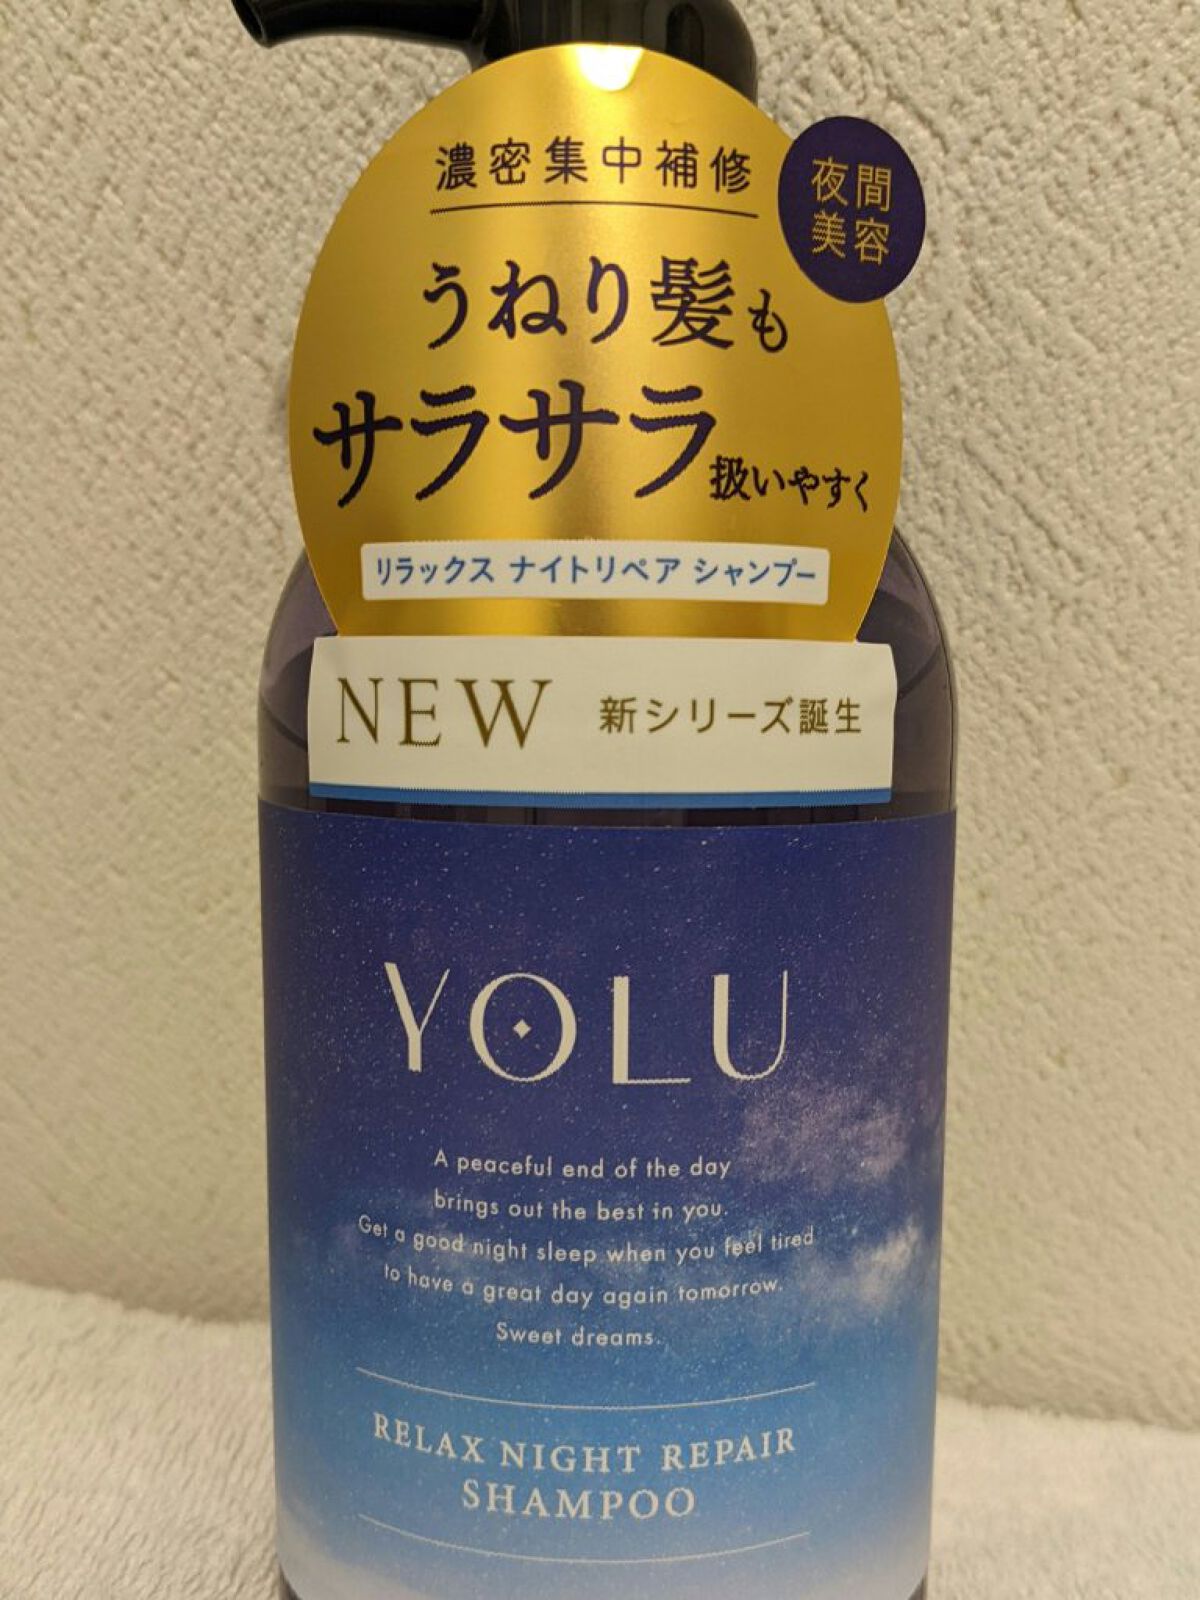 濃密集中補修
夜間
美容
うねり髪も
サラサラ扱いやすく
リラックス ナイトリペア シャンプー
NEW 新シリーズ誕生
YOLU
A peaceful end of the day
brings out the best in you.
Get a good night sleep when you feel tired
to have a great day again tomorrow.
Sweet dreams.
RELAX NIGHT REPAIR
SHAMPOO